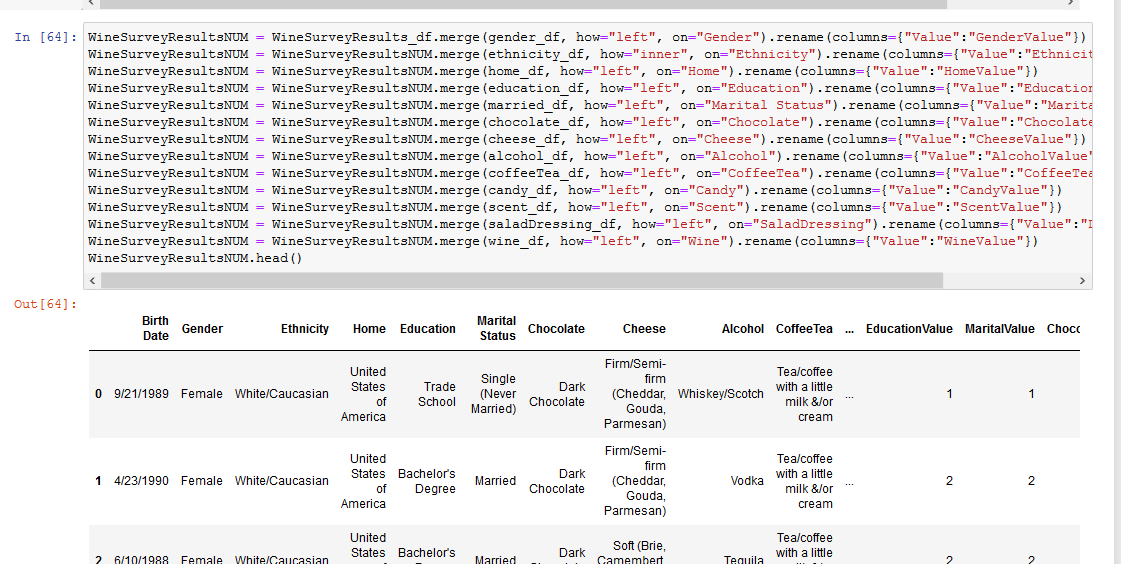 In [64]:
WineSurveyResultsNUM = WineSurveyResults_df.merge(gender_df, how="left", on="Gender").rename(columns={"Value":"GenderValue"})
WineSurveyResultsNUM = WineSurveyResultsNUM.merge(ethnicity_df, how="inner", on="Ethnicity").rename(columns={"Value":"Ethnicit
WineSurveyResultsNUM = WineSurveyResultsNUM.merge(home_df, how="left", on="Home").rename(columns={"Value":"HomeValue"})
WineSurveyResultsNUM = WineSurveyResultsNUM.merge(education_df, how="left", on="Education").rename(columns={"Value":"Education
WineSurveyResultsNUM = WineSurveyResultsNUM.merge(married_df, how="left", on="Marital Status").rename(columns={"Value":"Marita
WineSurveyResultsNUM = WineSurveyResultsNUM.merge(chocolate_df, how="left", on="Chocolate").rename(columns={"Value":"Chocolate
WineSurveyResultsNUM = WineSurveyResultsNUM.merge(cheese_df, how="left", on="Cheese").rename(columns={"Value":"CheeseValue"})
WineSurveyResultsNUM = WineSurveyResultsNUM.merge(alcohol_df, how="left", on="Alcohol").rename(columns={"Value":"AlcoholValue"
WineSurveyResultsNUM = WineSurveyResultsNUM.merge(coffeeTea_df, how="left", on="CoffeeTea").rename(columns={"Value":"CoffeeTea
WineSurveyResultsNUM = WineSurveyResultsNUM.merge(candy_df, how="left", on="Candy").rename(columns={"Value":"CandyValue"})
WineSurveyResultsNUM = WineSurveyResultsNUM.merge(scent_df, how="left", on="Scent").rename(columns={"Value":"ScentValue"})
WineSurveyResultsNUM = WineSurveyResultsNUM.merge(saladDressing_df, how="left", on="SaladDressing").rename(columns={"Value":"
WineSurveyResultsNUM = WineSurveyResultsNUM.merge(wine_df, how="left", on="Wine").rename(columns={"Value":"WineValue"})
WineSurveyResultsNUM.head()
Out[64]:
Birth Date Gender Ethnicity Home Education Marital Status Chocolate Cheese Alcohol CoffeeTea ... EducationValue MaritalValue Choco
0 9/21/1989 Female White/Caucasian United States of America Trade School Single (Never Married) Dark Chocolate Firm/Semi-firm (Cheddar, Gouda, Parmesan) Whiskey/Scotch Tea/coffee with a little milk &/or cream ... 1 1
1 4/23/1990 Female White/Caucasian United States of America Bachelor's Degree Married Dark Chocolate Firm/Semi-firm (Cheddar, Gouda, Parmesan) Vodka Tea/coffee with a little milk &/or cream ... 2 2
2 6/10/1988 Female White/Caucasian United States Bachelor's Married Dark Soft (Brie, Camembert, Tequila Tea/coffee with a little ... 2 2